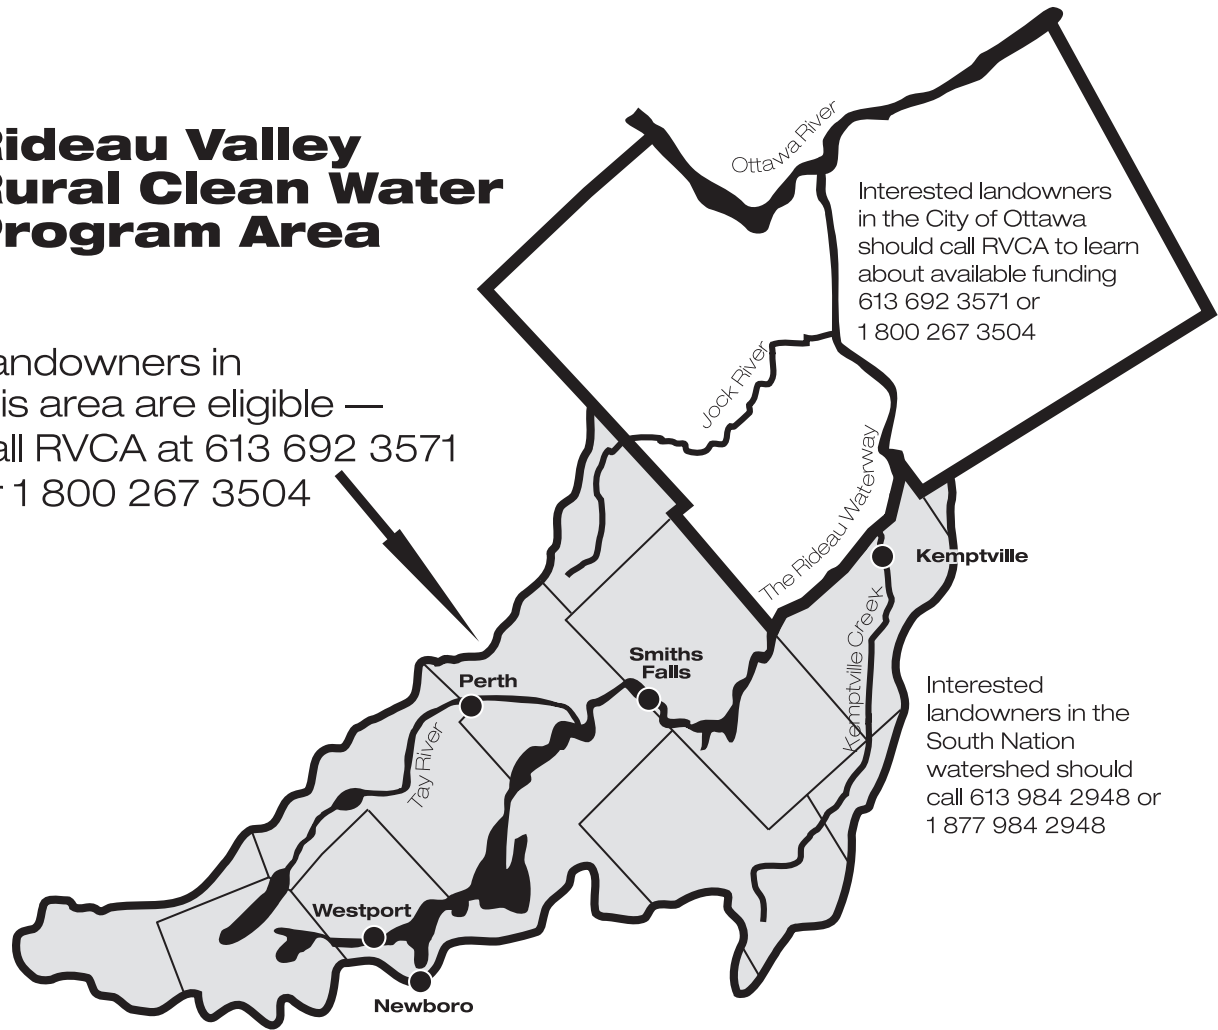 Rideau Valley
Rural Clean Water
Program Area
andowners in
is area are eligible —
all RVCA at 613 692 3571
r 1 800 267 3504
Ottawa River
Interested landowners
in the City of Ottawa
should call RVCA to learn
about available funding
613 692 3571 or
1 800 267 3504
Jock River
The Rideau Waterway
Kemptville
Kemptville Creek
Smiths
Falls
Perth
Tay River
Interested
landowners in the
South Nation
watershed should
call 613 984 2948 or
1 877 984 2948
Westport
Newboro